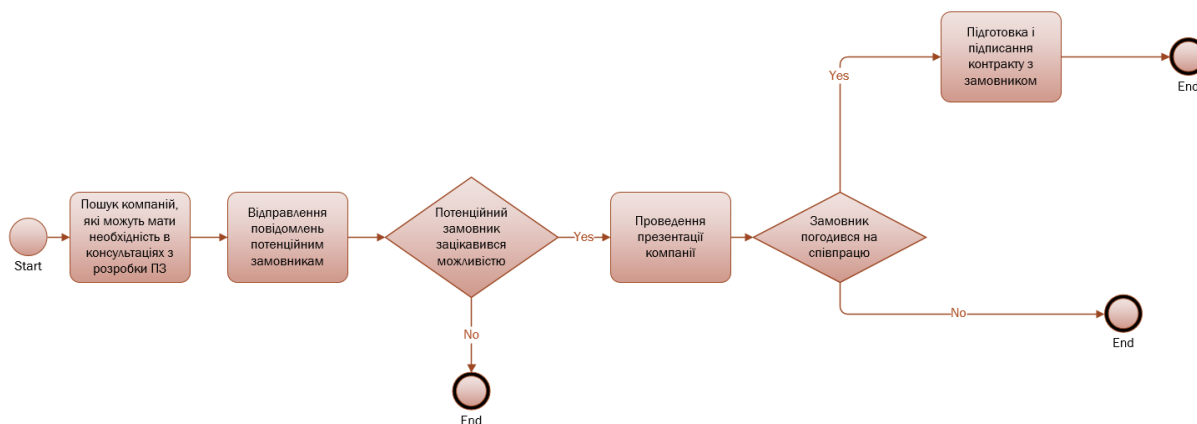 Start
Пошук компаній,
які можуть мати
необхідність в
консультаціях з
розробки ПЗ
Відправлення
повідомлень
потенційним
замовникам
Потенційний
замовник
зацікавився
можливістю
No
End
Yes
Проведення
презентації
компанії
Замовник
погодився на
співпрацю
Yes
Підготовка і
підписання
контракту з
замовником
End
No
End